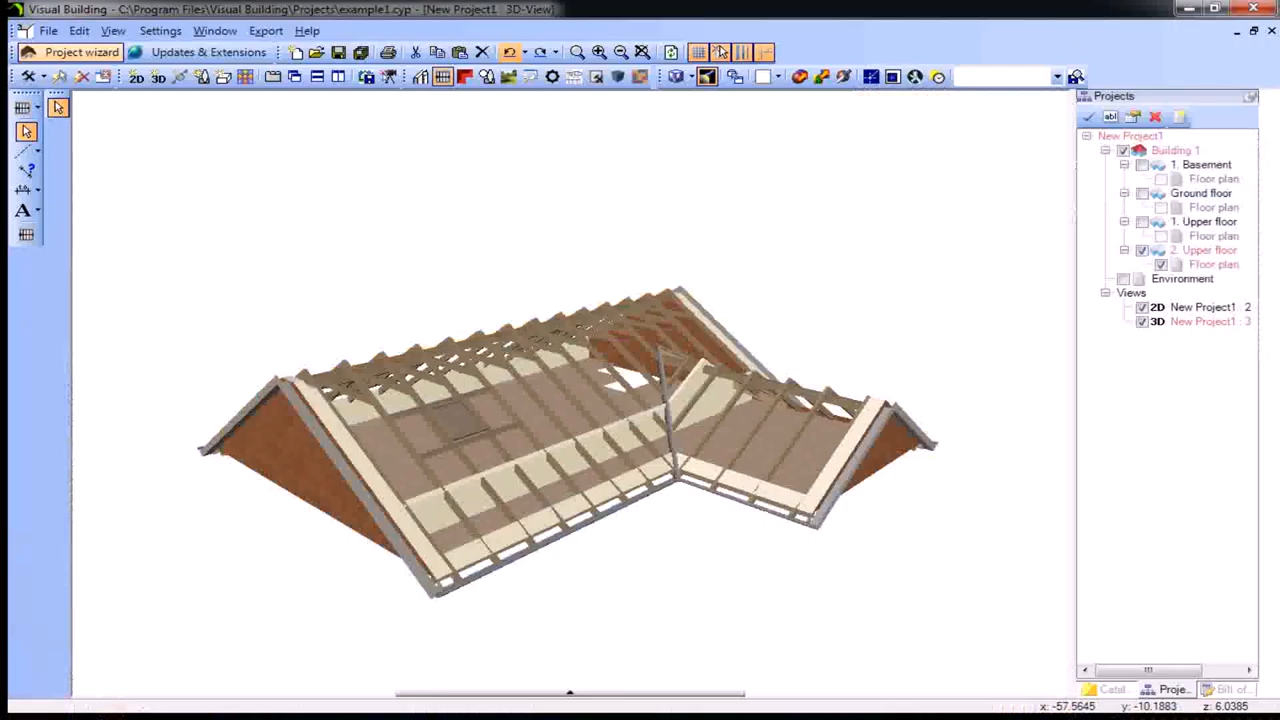 Visual Building - C:\Program Files\Visual Building\Projects\example1.cyp - [New Project1 : 3D-View]
File Edit View Settings Window Export Help
Project wizard Updates & Extensions
2D 3D
Projects
abl
New Project1
Building 1
1. Basement
Floor plan
Ground floor
Floor plan
1. Upper floor
Floor plan
2. Upper floor
Floor plan
Environment
Views
2D New Project1 : 2
3D New Project1 : 3
A
Catal... Proje... Bill of...
x: -57.5645 y: -10.1883 z: 6.0385